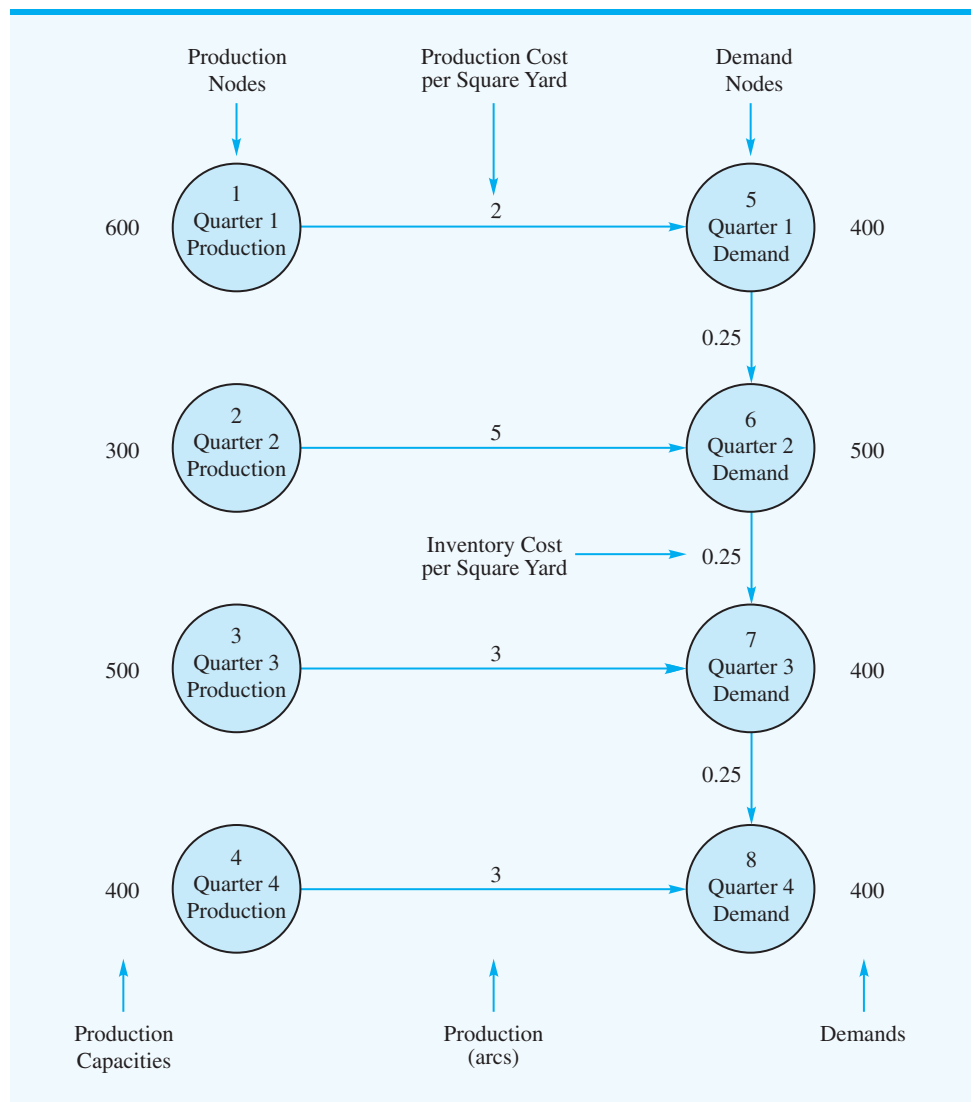 Production
Nodes
Production Cost
per Square Yard
Demand
Nodes
600
1
Quarter 1
Production
2
5
Quarter 1
Demand
400
0.25
300
2
Quarter 2
Production
5
6
Quarter 2
Demand
500
Inventory Cost
per Square Yard
0.25
500
3
Quarter 3
Production
3
7
Quarter 3
Demand
400
0.25
400
4
Quarter 4
Production
3
8
Quarter 4
Demand
400
Production
Capacities
Production
(arcs)
Demands